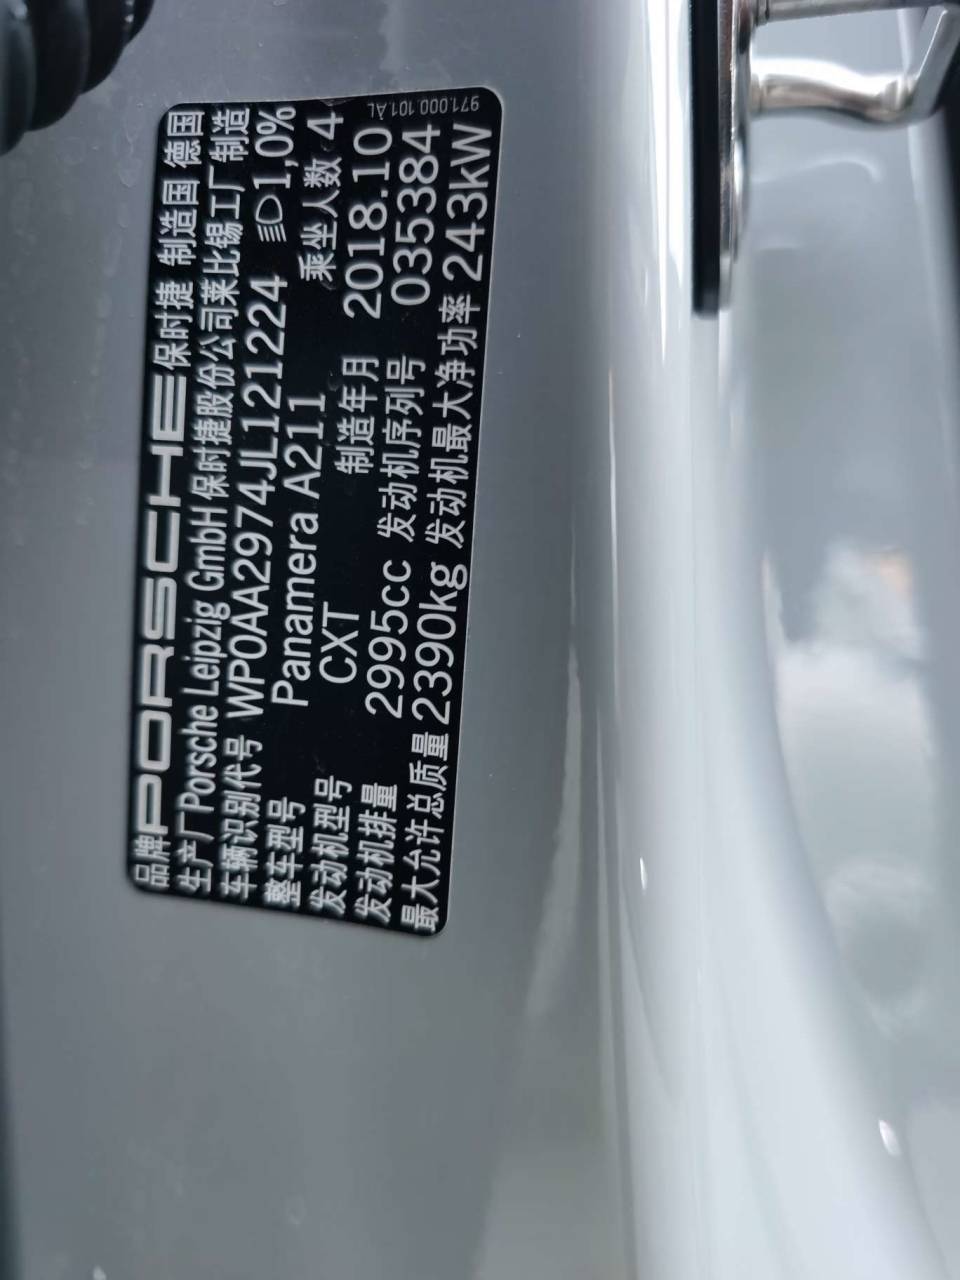 971.000.101AL
品牌 PORSCHE 保时捷 制造国 德国
生产厂 Porsche Leipzig GmbH 保时捷股份公司莱比锡工厂制造
车辆识别代号 WP0AA2974JL121224 1,0%
整车型号 Panamera A211 乘坐人数 4
发动机型号 CXT 制造年月 2018.10
发动机排量 2995cc 发动机序列号 035384
最大允许总质量 2390kg 发动机最大净功率 243kW